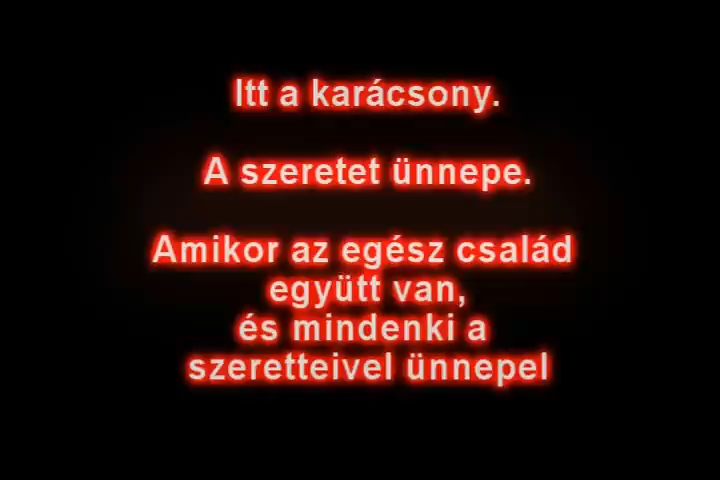 Itt a karácsony.
A szeretet ünnepe.
Amikor az egész család
együtt van,
és mindenki a
szeretteivel ünnepel